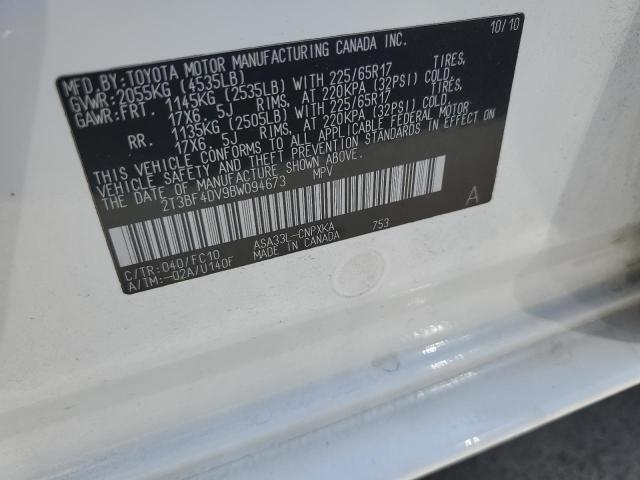 MFD.BY:TOYOTA MOTOR MANUFACTURING CANADA INC. 10/10
GVWR:2055KG (4535LB)
GAWR:FRT. 1145KG (2535LB) WITH 225/65R17 TIRES,
17X6.5J RIMS, AT 220KPA (32PSI) COLD,
RR. 1135KG (2505LB) WITH 225/65R17 TIRES,
17X6.5J RIMS, AT 220KPA (32PSI) COLD.
THIS VEHICLE CONFORMS TO ALL APPLICABLE FEDERAL MOTOR
VEHICLE SAFETY AND THEFT PREVENTION STANDARDS IN EFFECT
ON THE DATE OF MANUFACTURE SHOWN ABOVE.
2T3BF4DV9BW094673 MPV
A
C/TR:040/FC10 ASA33L-CNPXKA 753
A/TM:-02A/U140F MADE IN CANADA